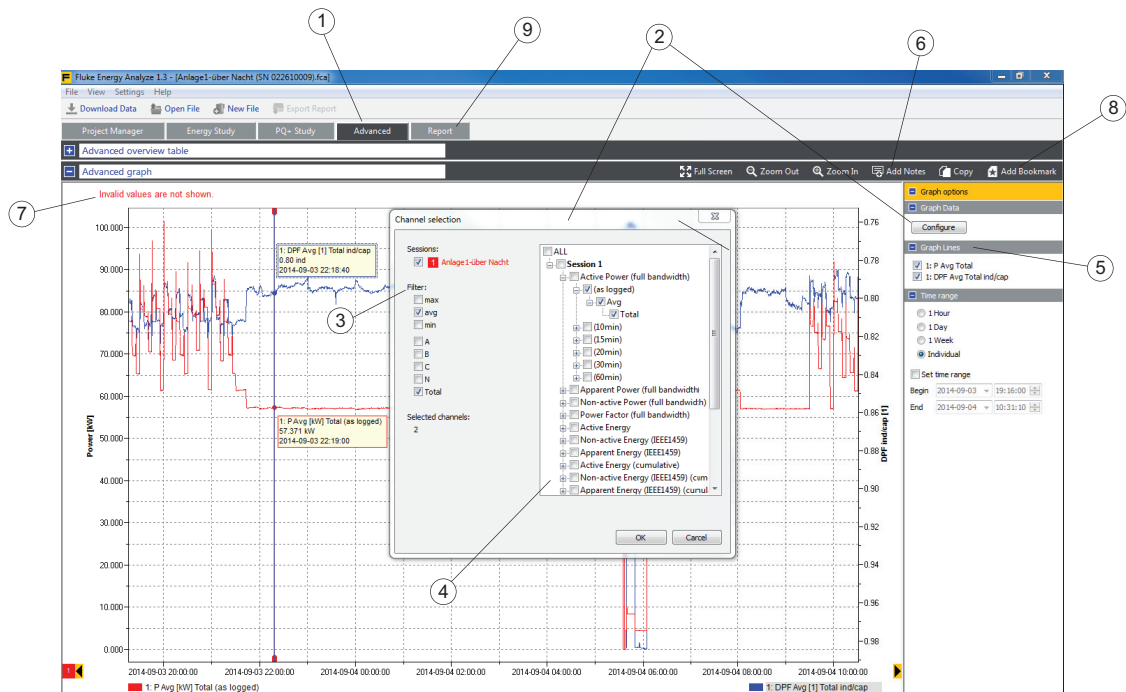 1
9
2
6
8
Fluke Energy Analyze 1.3 - [Anlage1-über Nacht (SN 022610009).fca]
File View Settings Help
Download Data Open File New File Export Report
Project Manager Energy Study PQ+ Study Advanced Report
Advanced overview table
Advanced graph Full Screen Zoom Out Zoom In Add Notes Copy Add Bookmark
7
Invalid values are not shown.
Power [kW]
100.000
90.000
80.000
70.000
60.000
50.000
40.000
30.000
20.000
10.000
0.000
1: DPF Avg [1] Total ind/cap
0.80 ind
2014-09-03 22:18:40
1: P Avg [kW] Total (as logged)
57.371 kW
2014-09-03 22:19:00
Channel selection
Sessions:
1 Anlage1-über Nacht
3
Filter:
max
avg
min
A
B
C
N
Total
Selected channels:
2
ALL
Session 1
Active Power (full bandwidth)
(as logged)
Avg
Total
(10min)
(15min)
(20min)
(30min)
(60min)
Apparent Power (full bandwidth
Non-active Power (full bandwidth)
Power Factor (full bandwidth)
Active Energy
Non-active Energy (IEEE1459)
Apparent Energy (IEEE1459)
Active Energy (cumulative)
Non-active Energy (IEEE1459) (cum
Apparent Energy (IEEE1459) (cumul
OK Cancel
4
0.76
0.78
0.80
0.82
0.84
0.86
0.88
0.90
0.92
0.94
0.96
0.98
DPF ind/cap [1]
Graph options
Graph Data
Configure
Graph Lines
5
1: P Avg Total
1: DPF Avg Total ind/cap
Time range
1 Hour
1 Day
1 Week
Individual
Set time range
Begin 2014-09-03 19:16:00
End 2014-09-04 10:31:10
1
2014-09-03 20:00:00 2014-09-03 22:00:00 2014-09-04 00:00:00 2014-09-04 02:00:00 2014-09-04 04:00:00 2014-09-04 06:00:00 2014-09-04 08:00:00 2014-09-04 10:00:00
1: P Avg [kW] Total (as logged) 1: DPF Avg [1] Total ind/cap